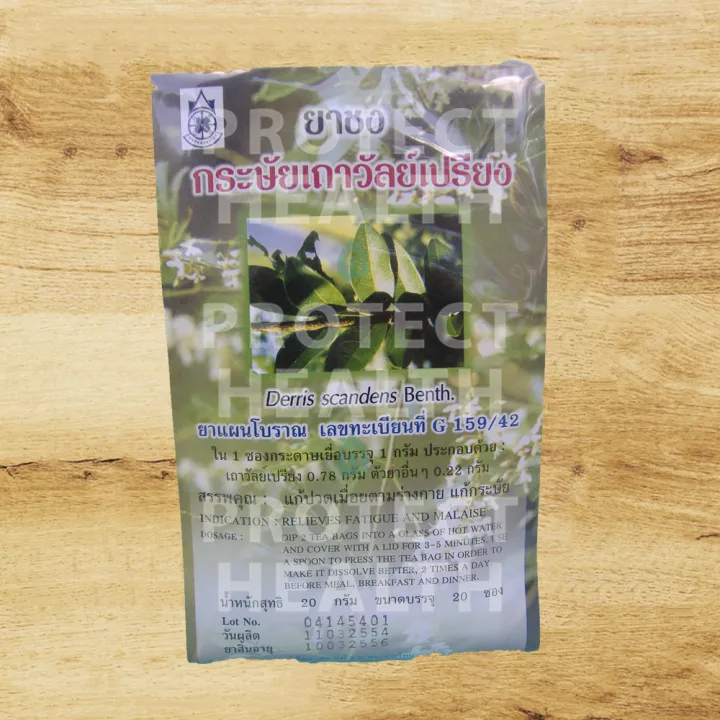 ยาชง
กระษัยเถาวัลย์เปรียง
Derris scandens Benth.
ยาแผนโบราณ เลขทะเบียนที่ G 159/42
ใน 1 ซองกระดาษเยื่อบรรจุ 1 กรัม ประกอบด้วย :
เถาวัลย์เปรียง 0.78 กรัม ตัวยาอื่นๆ 0.22 กรัม
สรรพคุณ : แก้ปวดเมื่อยตามร่างกาย แก้กระษัย
INDICATION : RELIEVES FATIGUE AND MALAISE
DOSAGE : DIP 2 TEA BAGS INTO A GLASS OF HOT WATER
AND COVER WITH A LID FOR 3-5 MINUTES. USE
A SPOON TO PRESS THE TEA BAG IN ORDER TO
MAKE IT DISSOLVE BETTER, 2 TIMES A DAY
BEFORE MEAL, BREAKFAST AND DINNER.
น้ำหนักสุทธิ 20 กรัม ขนาดบรรจุ 20 ซอง
Lot No. 04145401
วันผลิต 11032554
ยาสิ้นอายุ 10032556
PROTECT
HEALTH
PROTECT
HEALTH
PROTECT
HEALTH